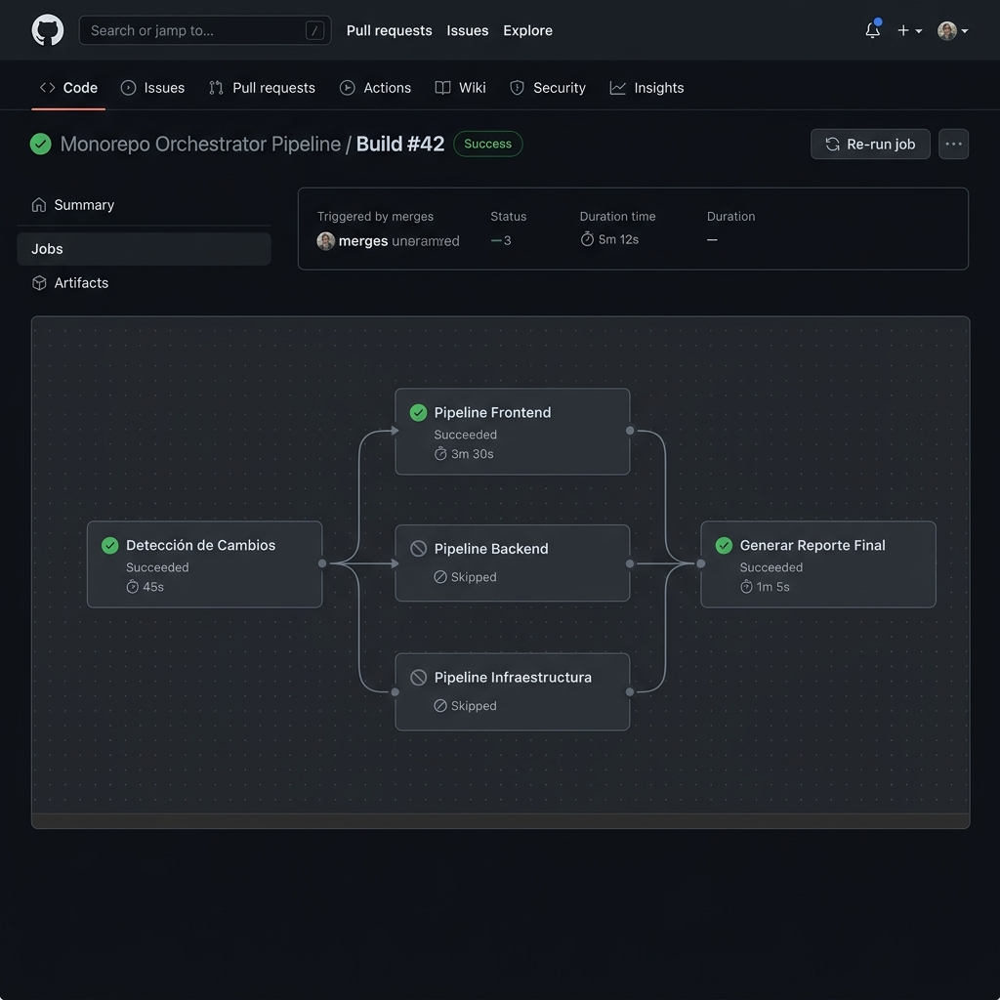 Search or jump to... /
Pull requests
Issues
Explore
Code
Issues
Pull requests
Actions
Wiki
Security
Insights
Monorepo Orchestrator Pipeline / Build #42
Success
Re-run job
Summary
Jobs
Artifacts
Triggered by merges
merges
Status
3
Duration time
5m 12s
Duration
—
Pipeline Frontend
Succeeded
3m 30s
Detección de Cambios
Succeeded
45s
Pipeline Backend
Skipped
Generar Reporte Final
Succeeded
1m 5s
Pipeline Infraestructura
Skipped